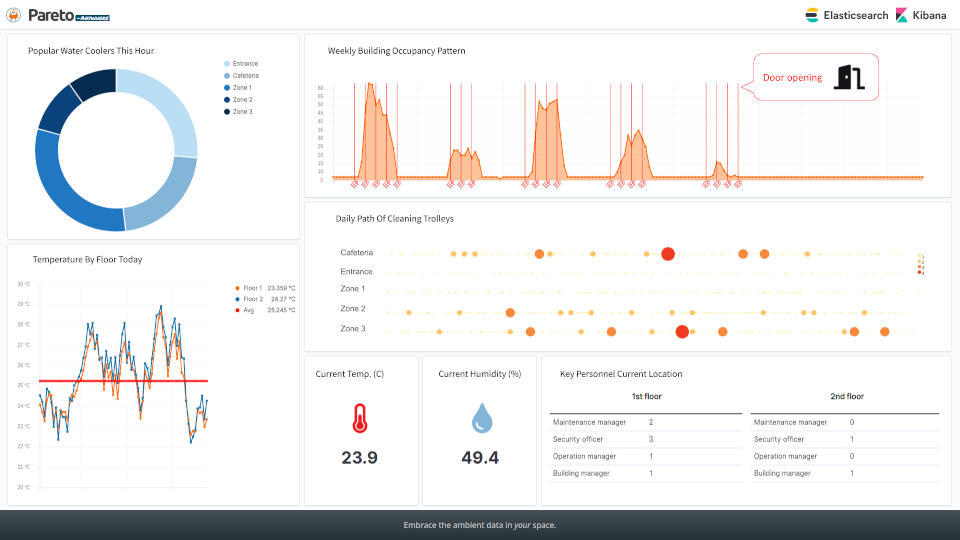 Pareto Anywhere
Elasticsearch Kibana
Popular Water Coolers This Hour
Entrance
Cafeteria
Zone 1
Zone 2
Zone 3
Weekly Building Occupancy Pattern
Door opening
60
55
50
45
40
35
30
25
20
15
10
5
Temperature By Floor Today
30 °C
29 °C
28 °C
27 °C
26 °C
25 °C
24 °C
23 °C
22 °C
21 °C
20 °C
Floor 1 23.359 °C
Floor 2 24.27 °C
Avg 25.245 °C
Daily Path Of Cleaning Trolleys
Cafeteria
Entrance
Zone 1
Zone 2
Zone 3
Current Temp. (C)
23.9
Current Humidity (%)
49.4
Key Personnel Current Location
1st floor
Maintenance manager 2
Security officer 3
Operation manager 1
Building manager 1
2nd floor
Maintenance manager 0
Security officer 1
Operation manager 0
Building manager 1
Embrace the ambient data in your space.